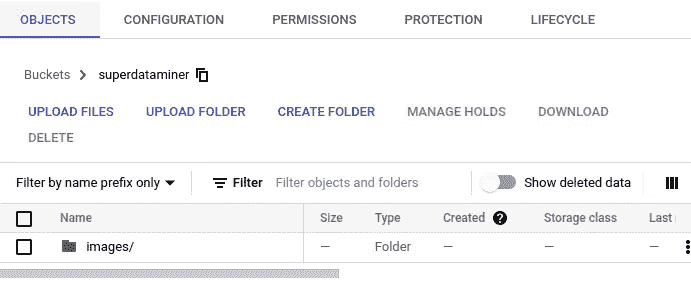 OBJECTS CONFIGURATION PERMISSIONS PROTECTION LIFECYCLE
Buckets superdataminer
UPLOAD FILES UPLOAD FOLDER CREATE FOLDER MANAGE HOLDS DOWNLOAD
DELETE
Filter by name prefix only Filter Filter objects and folders Show deleted data
Name Size Type Created ? Storage class Last
images/ — Folder — — —